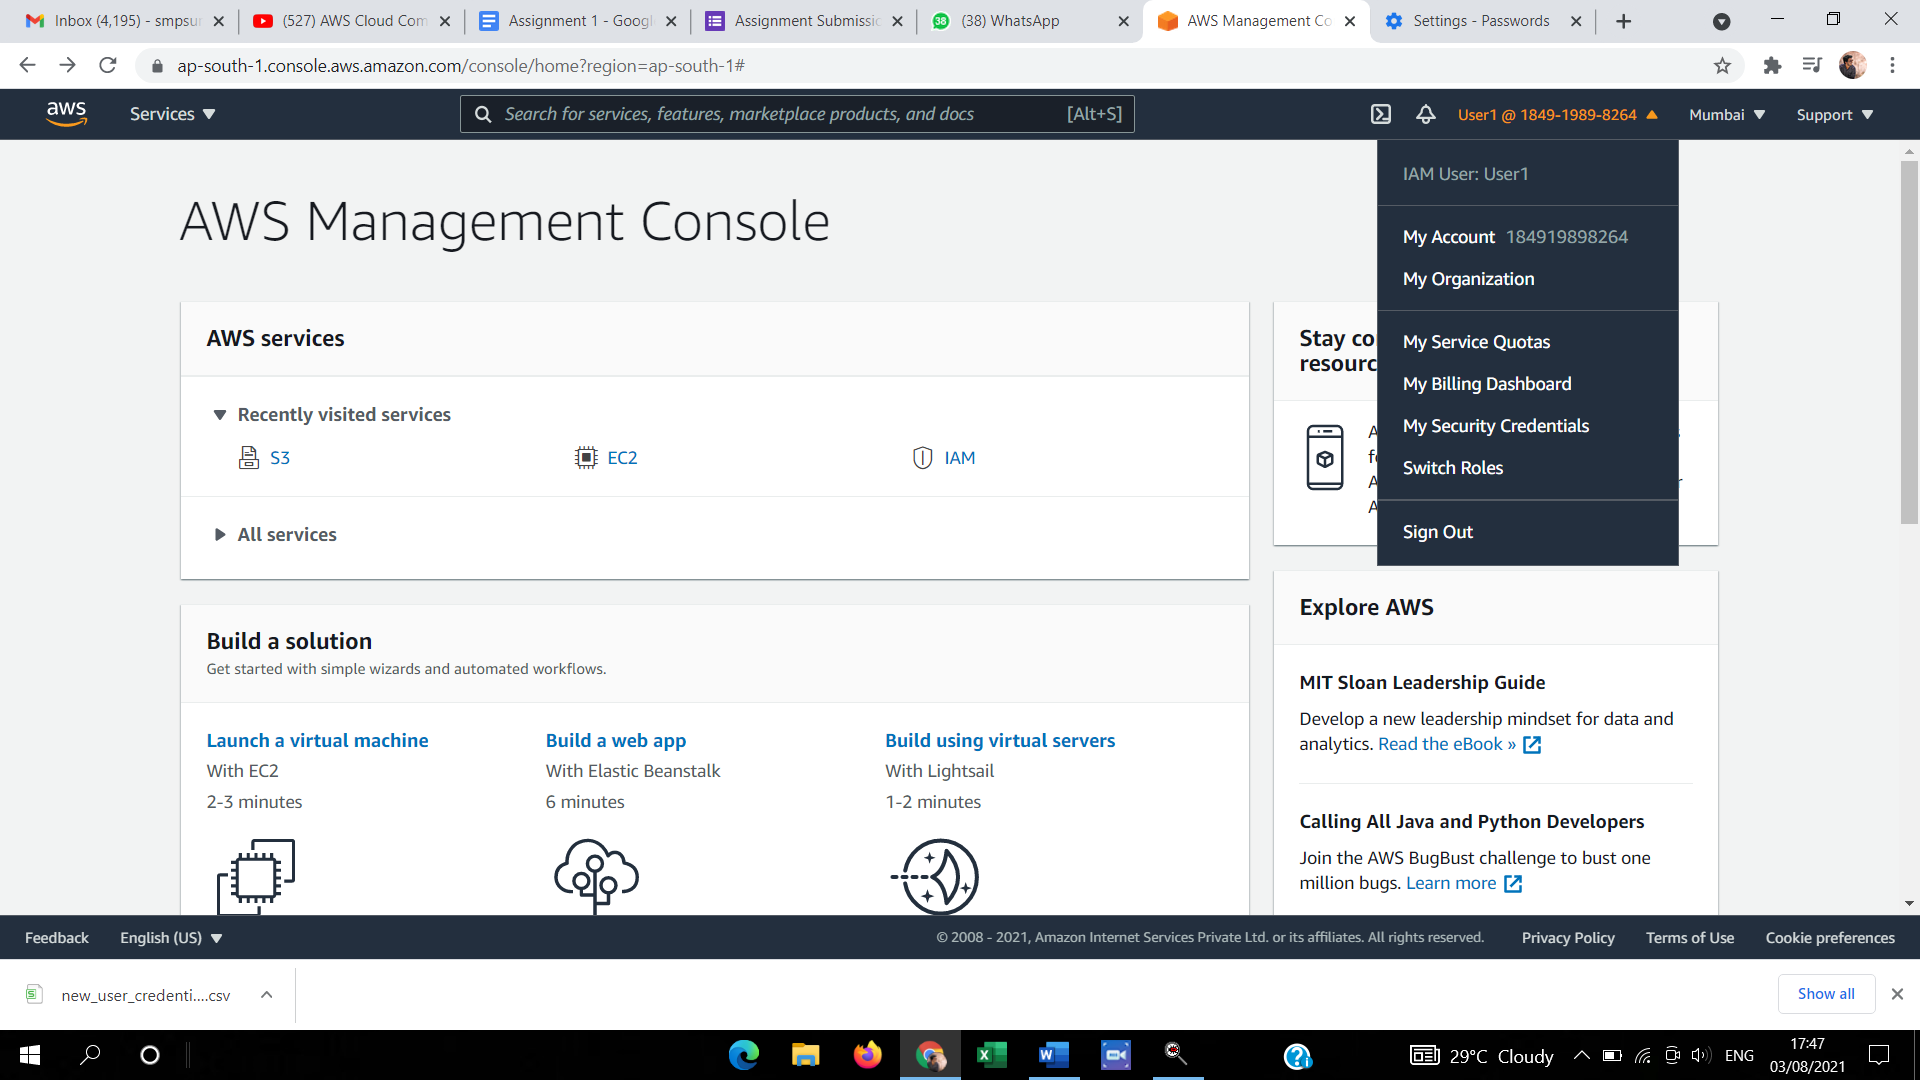 Inbox (4,195) - smpsur
(527) AWS Cloud Com
Assignment 1 - Googl
Assignment Submissic
38
(38) WhatsApp
AWS Management Co
Settings - Passwords
ap-south-1.console.aws.amazon.com/console/home?region=ap-south-1#
aws
Services
Search for services, features, marketplace products, and docs
[Alt+S]
User1 @ 1849-1989-8264
Mumbai
Support
IAM User: User1
My Account 184919898264
My Organization
My Service Quotas
My Billing Dashboard
My Security Credentials
Switch Roles
Sign Out
AWS Management Console
AWS services
Recently visited services
S3
EC2
IAM
All services
Stay co
resourc
Build a solution
Get started with simple wizards and automated workflows.
Launch a virtual machine
With EC2
2-3 minutes
Build a web app
With Elastic Beanstalk
6 minutes
Build using virtual servers
With Lightsail
1-2 minutes
Explore AWS
MIT Sloan Leadership Guide
Develop a new leadership mindset for data and
analytics. Read the eBook »
Calling All Java and Python Developers
Join the AWS BugBust challenge to bust one
million bugs. Learn more
Feedback
English (US)
© 2008 - 2021, Amazon Internet Services Private Ltd. or its affiliates. All rights reserved.
Privacy Policy
Terms of Use
Cookie preferences
new_user_credenti....csv
Show all
29°C Cloudy
ENG
17:47
03/08/2021